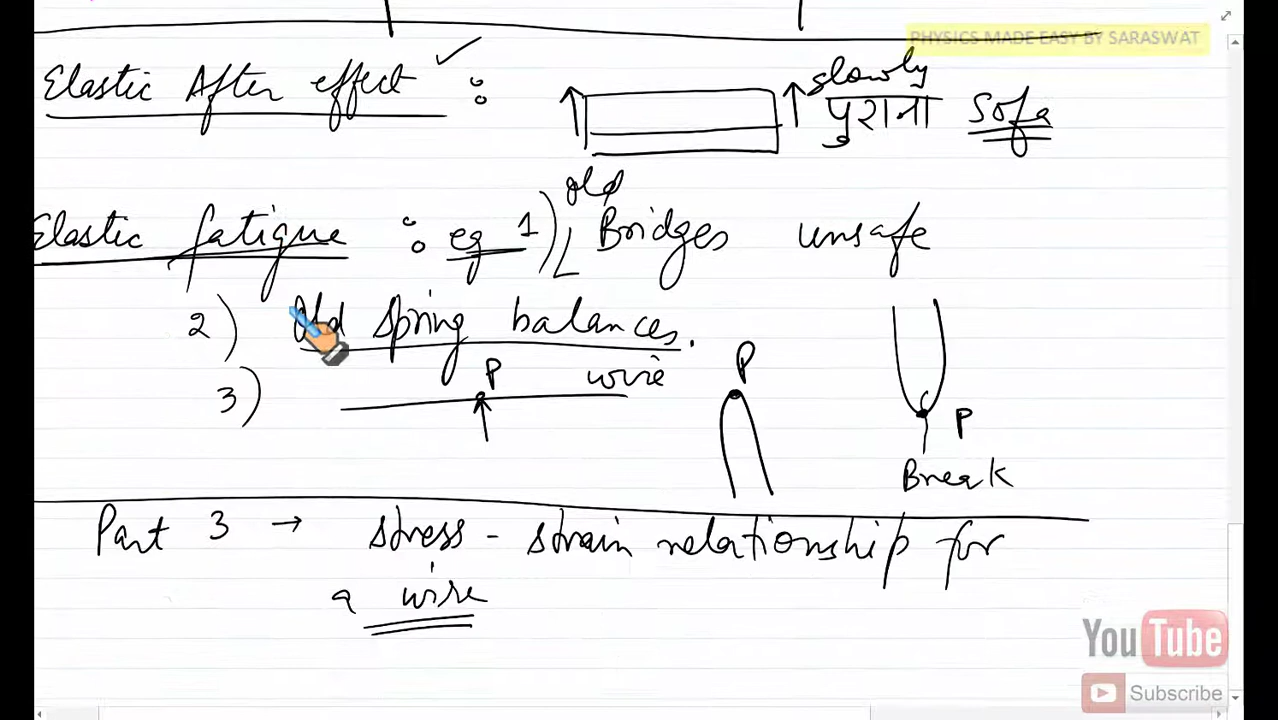 PHYSICS MADE EASY BY SARASWAT
Elastic After effect :
slowly
पुराना Sofa
old
Elastic fatigue : eg 1) Bridges unsafe
2) Old Spring balances.
3) P wire P P
Break
Part 3 → stress - strain relationship for
a wire
YouTube
Subscribe